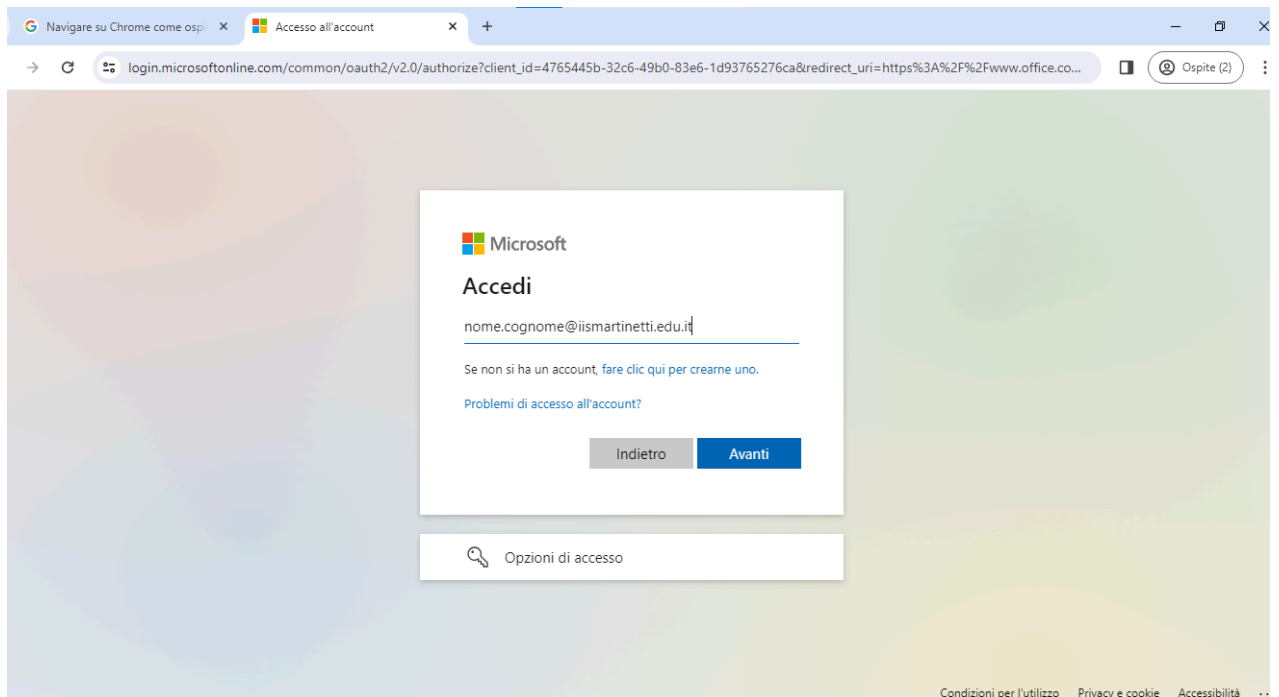 Navigare su Chrome come osp
Accesso all'account
login.microsoftonline.com/common/oauth2/v2.0/authorize?client_id=4765445b-32c6-49b0-83e6-1d93765276ca&redirect_uri=https%3A%2F%2Fwww.office.co...
Ospite (2)
Microsoft
Accedi
nome.cognome@iismartinetti.edu.it
Se non si ha un account, fare clic qui per crearne uno.
Problemi di accesso all'account?
Indietro Avanti
Opzioni di accesso
Condizioni per l'utilizzo Privacy e cookie Accessibilità